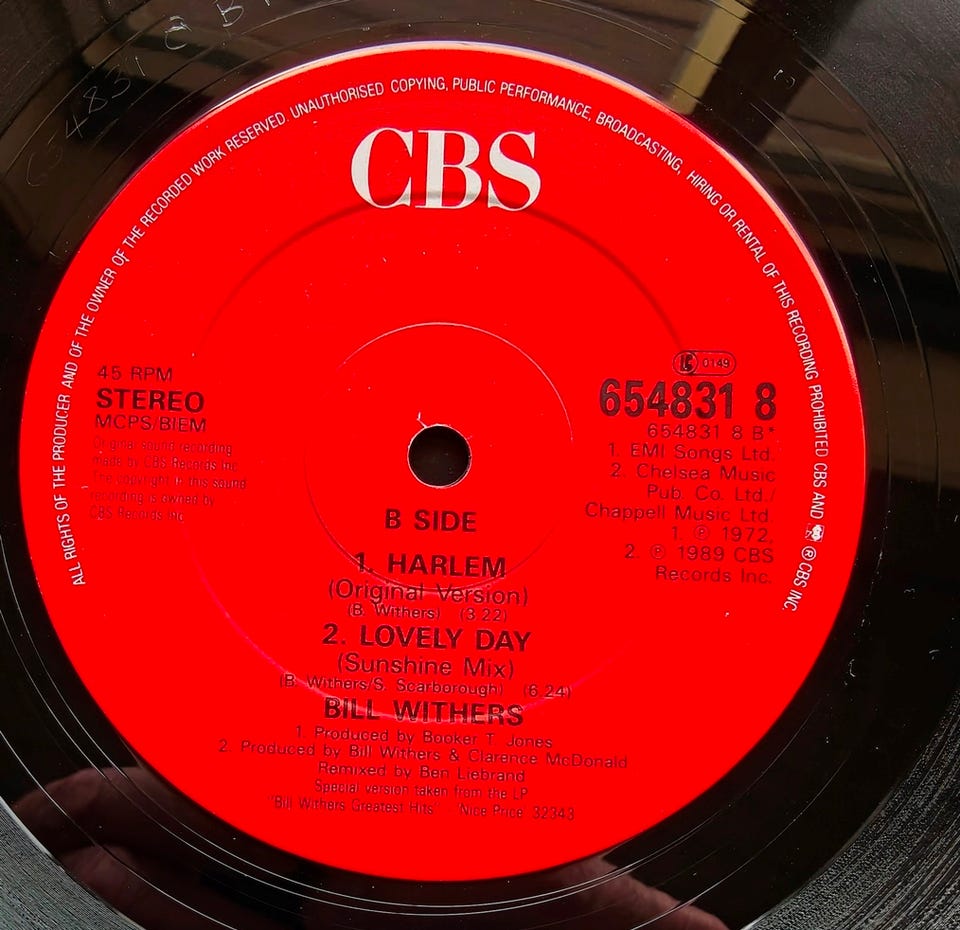 ALL RIGHTS OF THE PRODUCER AND OF THE OWNER OF THE RECORDED WORK RESERVED. UNAUTHORISED COPYING, PUBLIC PERFORMANCE, BROADCASTING, HIRING OR RENTAL OF THIS RECORDING PROHIBITED CBS AND ® CBS INC.
CBS
45 RPM
STEREO
MCPS/BIEM
Original sound recording
made by CBS Records Inc.
The copyright in this sound
recording is owned by
CBS Records Inc.
LC 0149
654831 8
654831 8 B*
1. EMI Songs Ltd.
2. Chelsea Music
Pub. Co. Ltd./
Chappell Music Ltd.
1. ℗ 1972,
2. ℗ 1989 CBS
Records Inc.
B SIDE
1. HARLEM
(Original Version)
(B. Withers) (3.22)
2. LOVELY DAY
(Sunshine Mix)
(B. Withers/S. Scarborough) (6.24)
BILL WITHERS
1. Produced by Booker T. Jones
2. Produced by Bill Withers & Clarence McDonald
Remixed by Ben Liebrand
Special version taken from the LP
"Bill Withers Greatest Hits" - Nice Price 32343